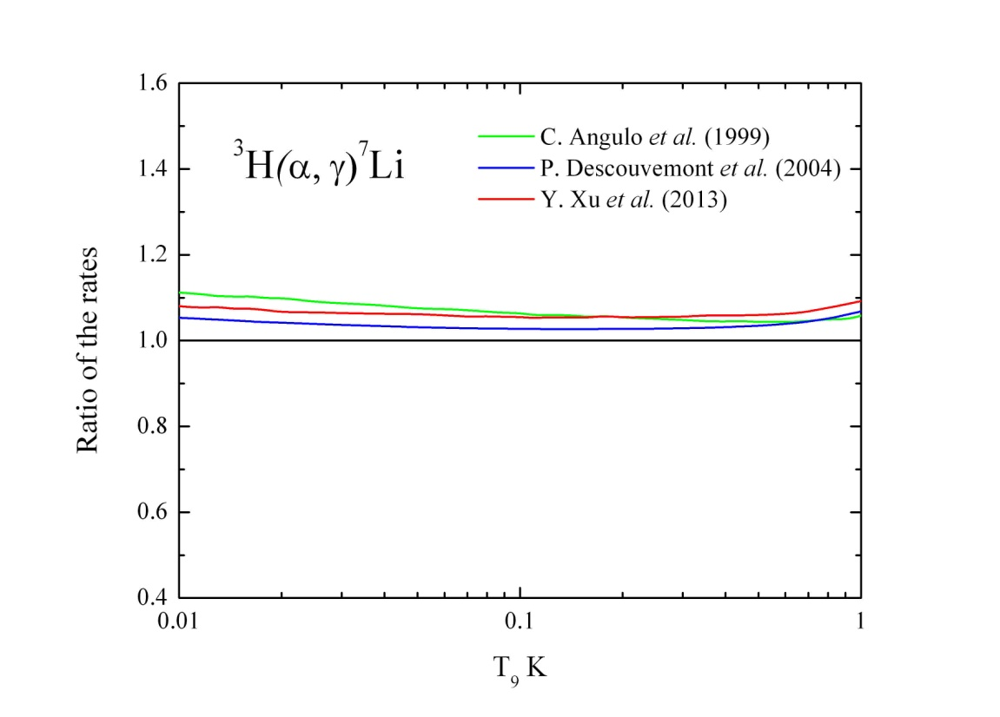 1.6
1.4
1.2
1.0
0.8
0.6
0.4
0.01
0.1
1
Ratio of the rates
T₉ K
³H(α, γ)⁷Li
C. Angulo et al. (1999)
P. Descouvemont et al. (2004)
Y. Xu et al. (2013)